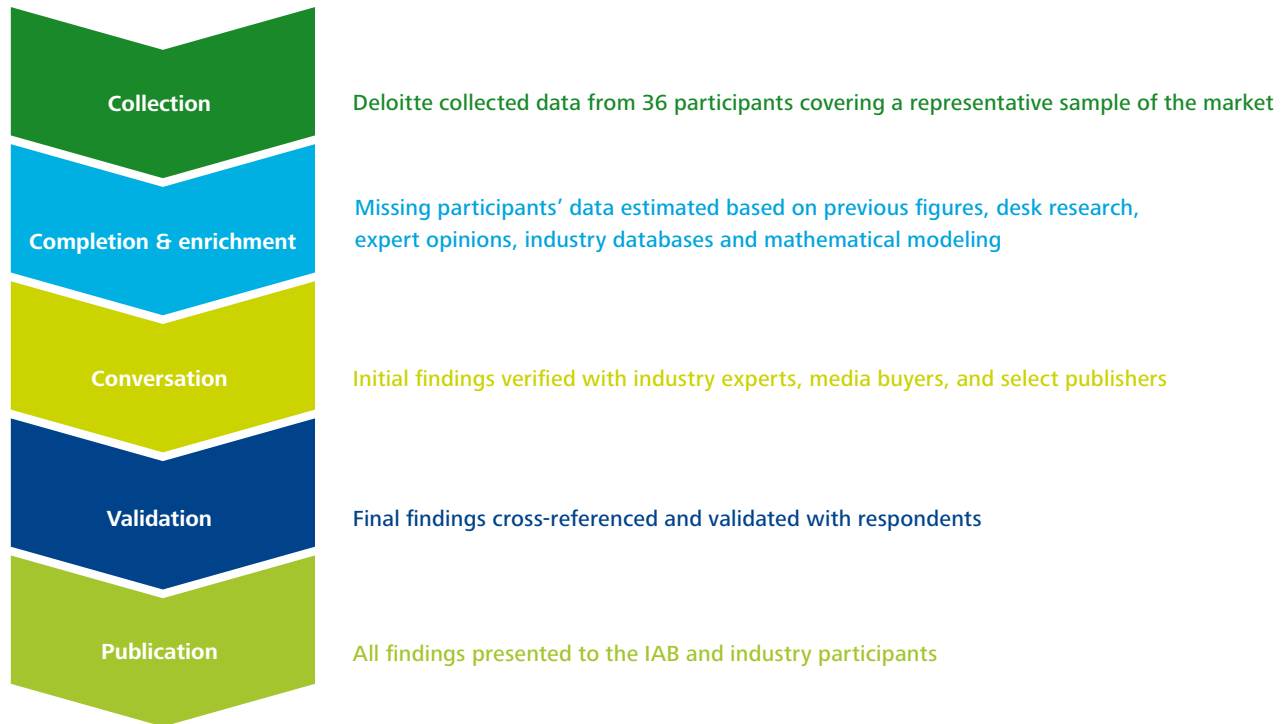 Collection
Deloitte collected data from 36 participants covering a representative sample of the market
Completion & enrichment
Missing participants’ data estimated based on previous figures, desk research,
expert opinions, industry databases and mathematical modeling
Conversation
Initial findings verified with industry experts, media buyers, and select publishers
Validation
Final findings cross-referenced and validated with respondents
Publication
All findings presented to the IAB and industry participants